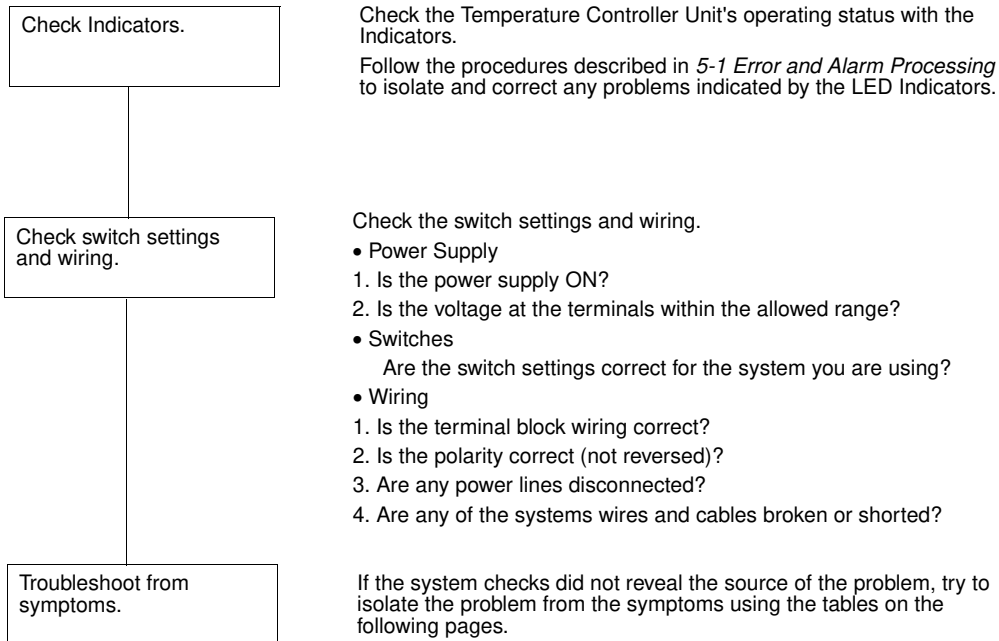 Check Indicators.
Check the Temperature Controller Unit's operating status with the
Indicators.
Follow the procedures described in 5-1 Error and Alarm Processing
to isolate and correct any problems indicated by the LED Indicators.
Check switch settings
and wiring.
Check the switch settings and wiring.
• Power Supply
1. Is the power supply ON?
2. Is the voltage at the terminals within the allowed range?
• Switches
Are the switch settings correct for the system you are using?
• Wiring
1. Is the terminal block wiring correct?
2. Is the polarity correct (not reversed)?
3. Are any power lines disconnected?
4. Are any of the systems wires and cables broken or shorted?
Troubleshoot from
symptoms.
If the system checks did not reveal the source of the problem, try to
isolate the problem from the symptoms using the tables on the
following pages.